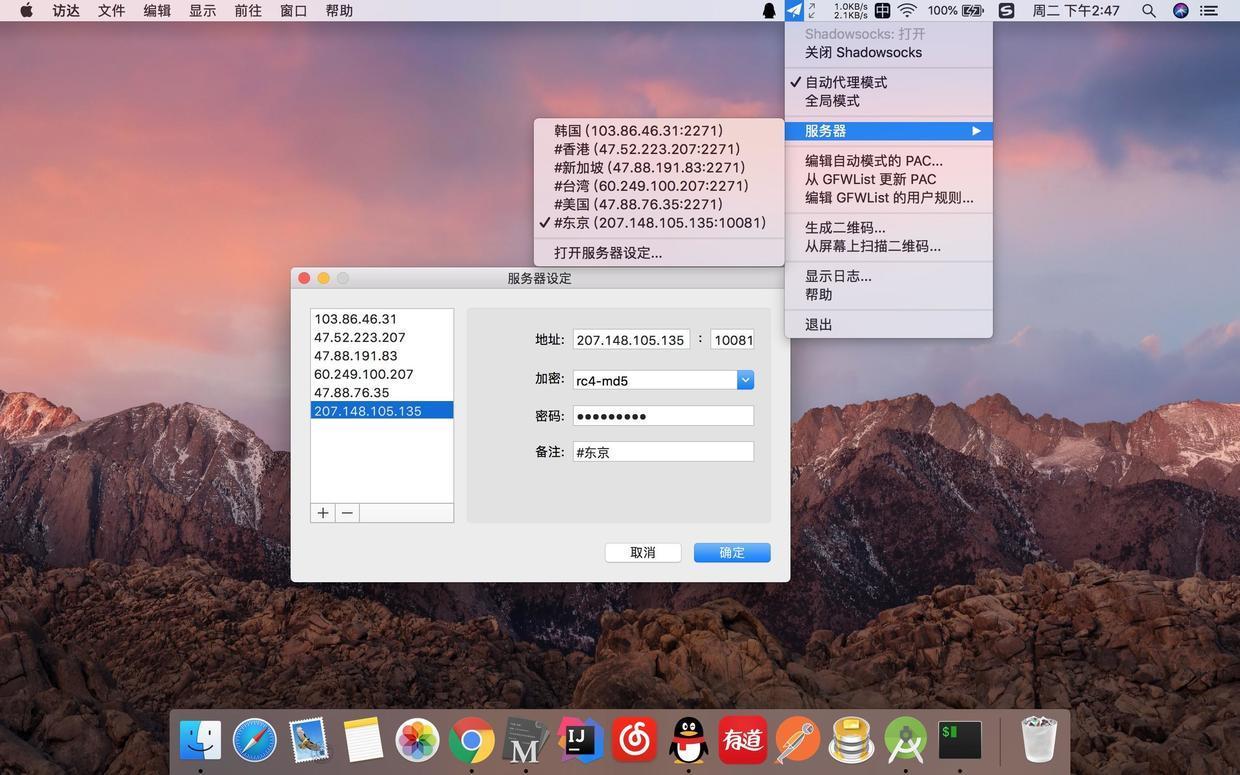 访达 文件 编辑 显示 前往 窗口 帮助
1.0KB/s
2.1KB/s
中
100%
S
周二 下午2:47
Shadowsocks: 打开
关闭 Shadowsocks
✓ 自动代理模式
全局模式
服务器
编辑自动模式的 PAC...
从 GFWList 更新 PAC
编辑 GFWList 的用户规则...
生成二维码...
从屏幕上扫描二维码...
显示日志...
帮助
退出
韩国 (103.86.46.31:2271)
#香港 (47.52.223.207:2271)
#新加坡 (47.88.191.83:2271)
#台湾 (60.249.100.207:2271)
#美国 (47.88.76.35:2271)
✓ #东京 (207.148.105.135:10081)
打开服务器设定...
服务器设定
103.86.46.31
47.52.223.207
47.88.191.83
60.249.100.207
47.88.76.35
207.148.105.135
地址: 207.148.105.135 : 10081
加密: rc4-md5
密码: ●●●●●●●●●
备注: #东京
取消 确定
M
IJ
有道
$